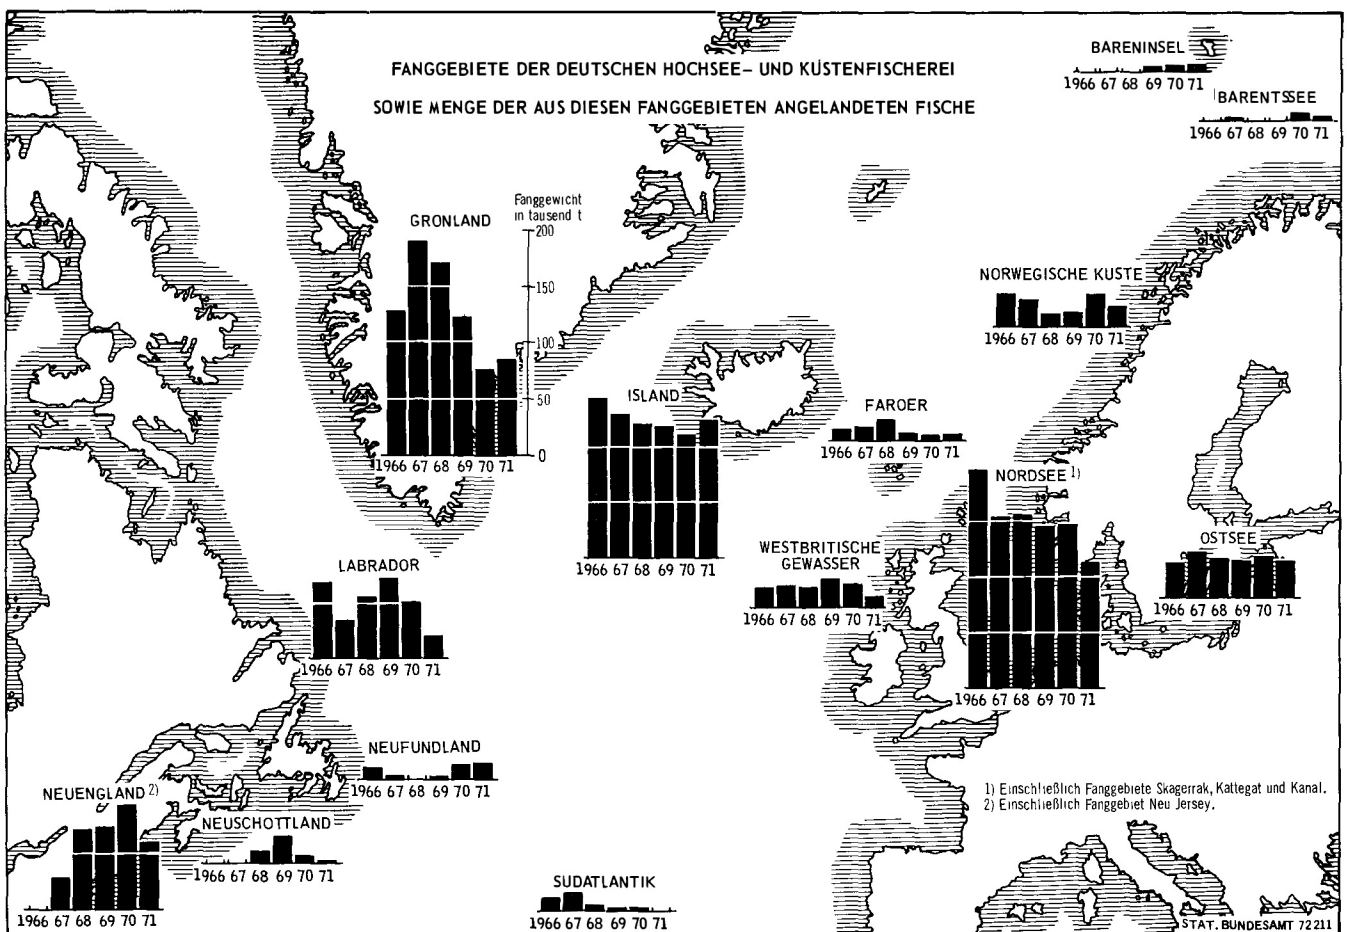 FANGGEBIETE DER DEUTSCHEN HOCHSEE- UND KUSTENFISCHEREI
SOWIE MENGE DER AUS DIESEN FANGGEBIETEN ANGELANDETEN FISCHE
BARENINSEL
1966 67 68 69 70 71
BARENTSSEE
1966 67 68 69 70 71
Fanggewicht
in tausend t
GRONLAND
200
150
100
50
0
1966 67 68 69 70 71
NORWEGISCHE KUSTE
1966 67 68 69 70 71
ISLAND
1966 67 68 69 70 71
FAROER
1966 67 68 69 70 71
NORDSEE 1)
1966 67 68 69 70 71
OSTSEE
1966 67 68 69 70 71
WESTBRITISCHE
GEWASSER
1966 67 68 69 70 71
LABRADOR
1966 67 68 69 70 71
NEUFUNDLAND
1966 67 68 69 70 71
NEUENGLAND 2)
1966 67 68 69 70 71
NEUSCHOTTLAND
1966 67 68 69 70 71
SUDATLANTIK
1966 67 68 69 70 71
1) Einschließlich Fanggebiete Skagerrak, Kattegat und Kanal.
2) Einschließlich Fanggebiet Neu Jersey.
STAT. BUNDESAMT 72211